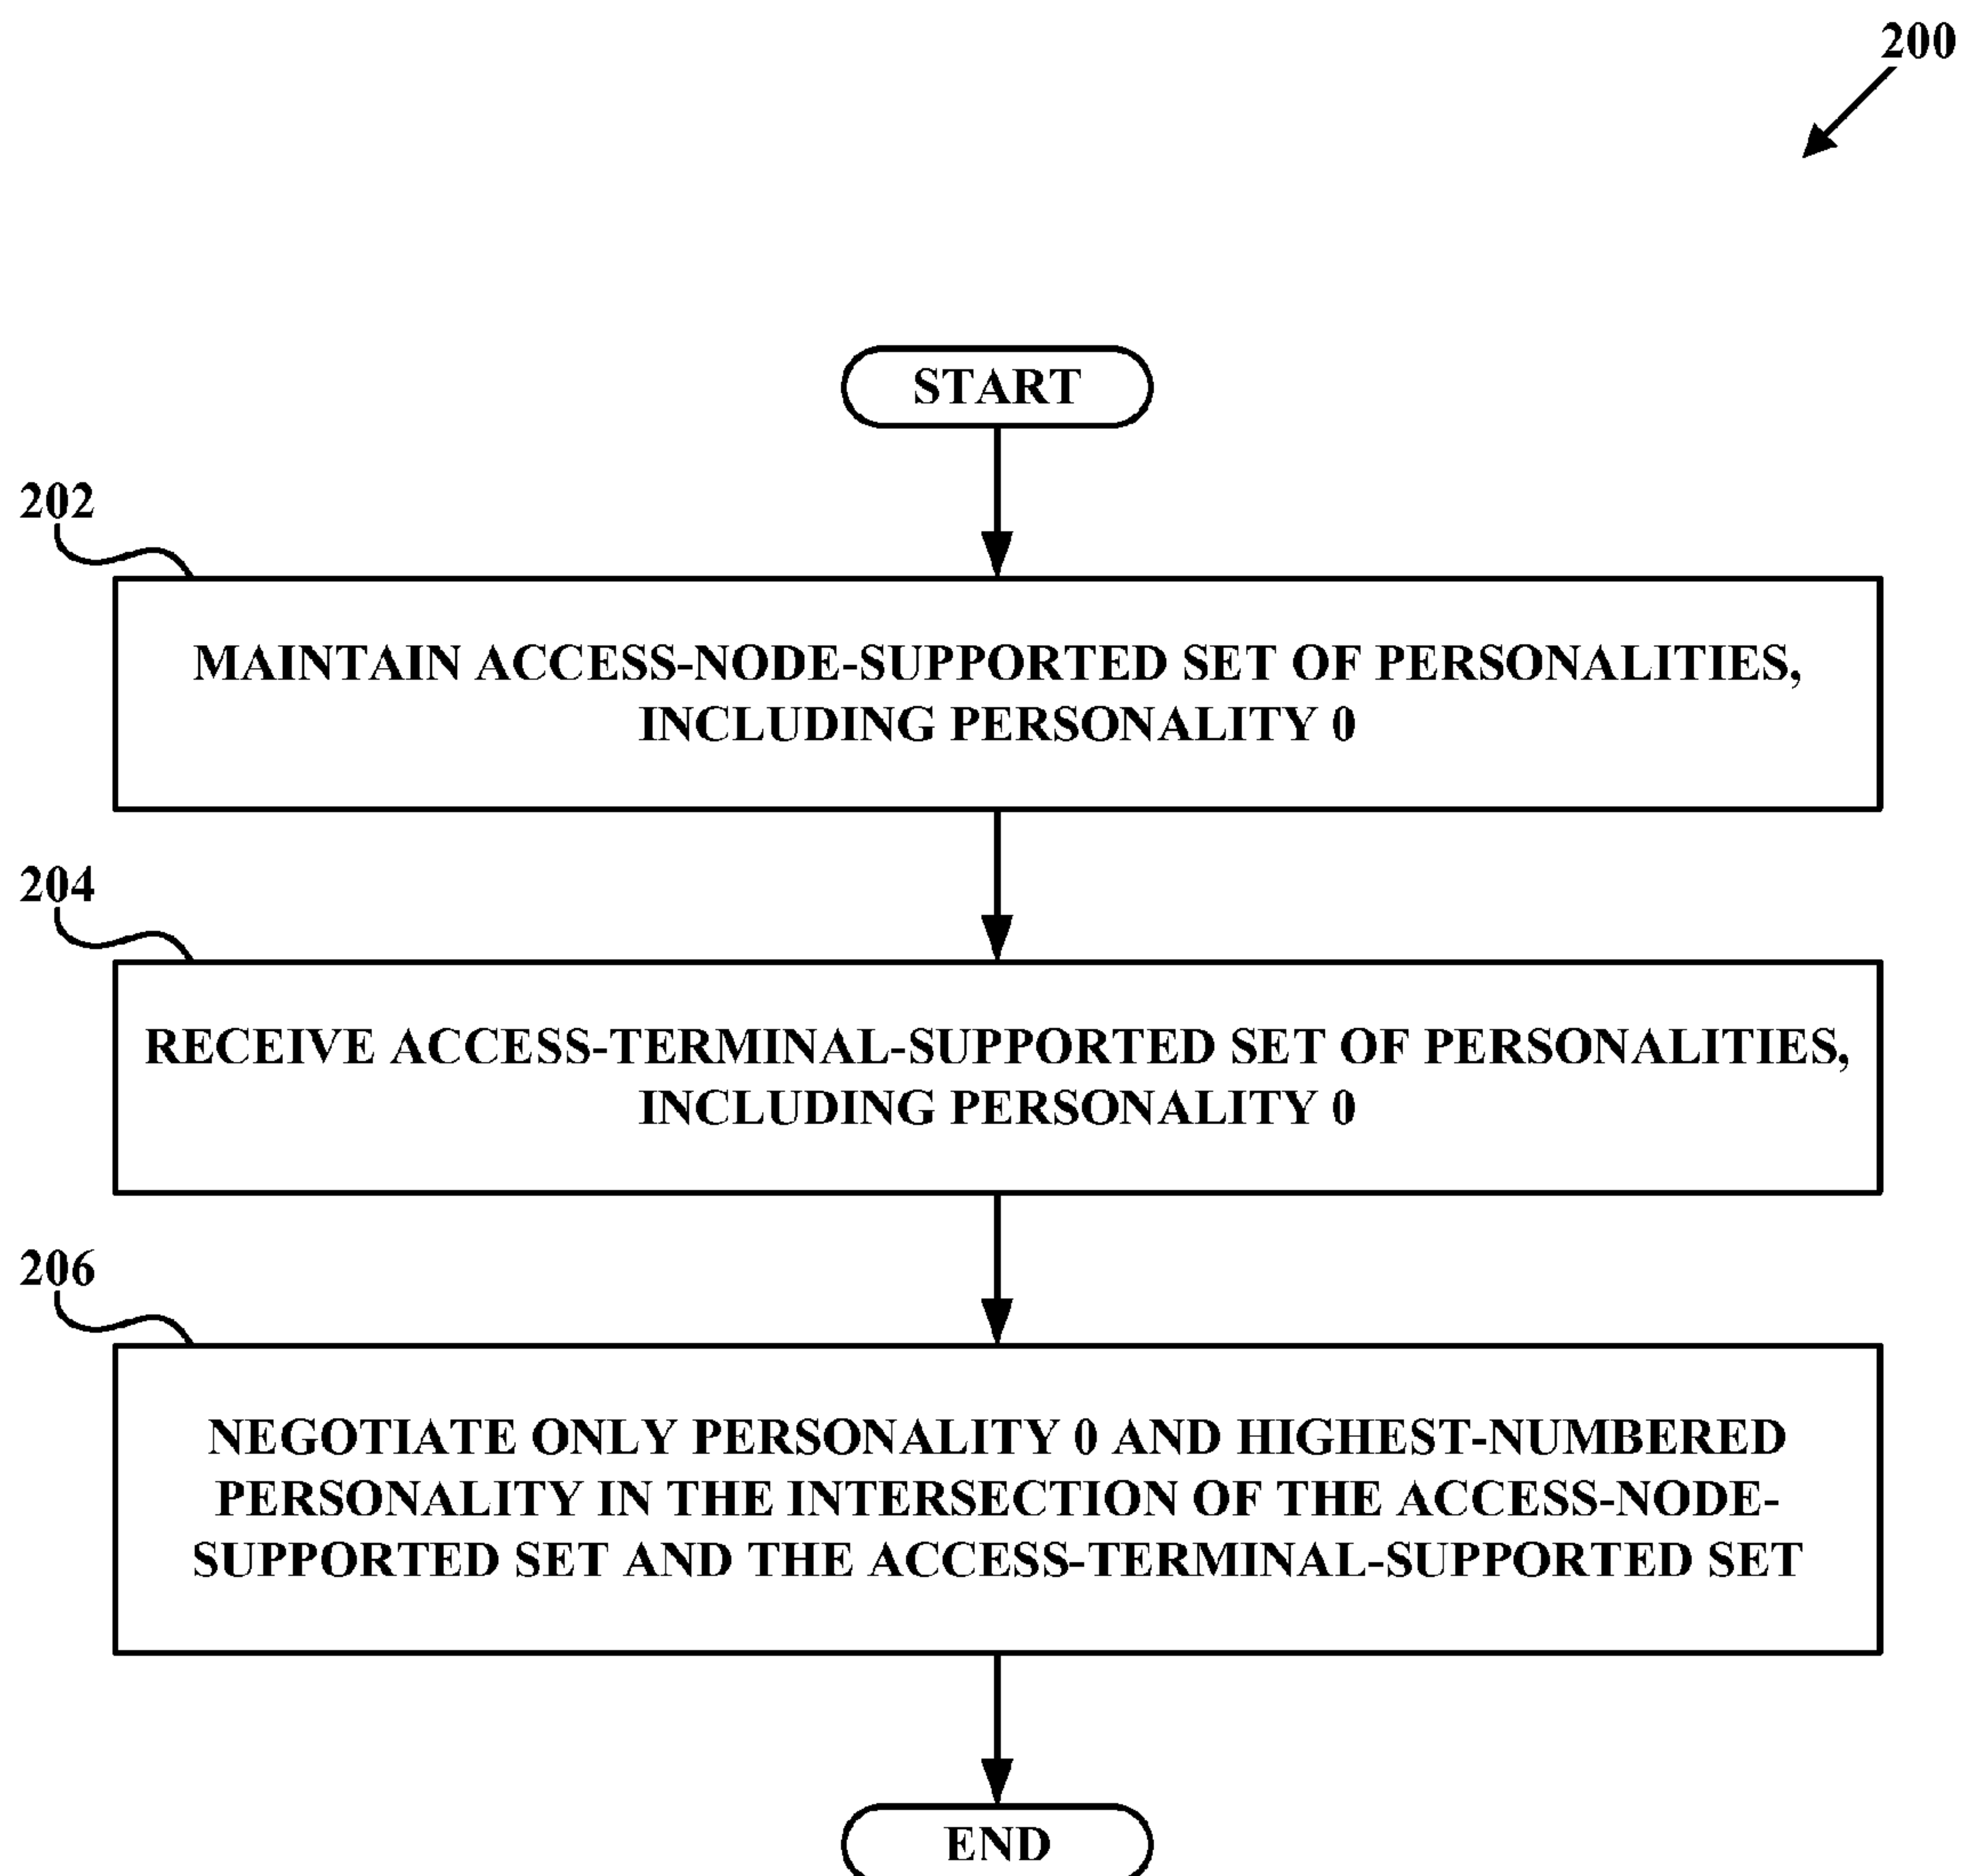 200
START
202
MAINTAIN ACCESS-NODE-SUPPORTED SET OF PERSONALITIES,
INCLUDING PERSONALITY 0
204
RECEIVE ACCESS-TERMINAL-SUPPORTED SET OF PERSONALITIES,
INCLUDING PERSONALITY 0
206
NEGOTIATE ONLY PERSONALITY 0 AND HIGHEST-NUMBERED
PERSONALITY IN THE INTERSECTION OF THE ACCESS-NODE-
SUPPORTED SET AND THE ACCESS-TERMINAL-SUPPORTED SET
END